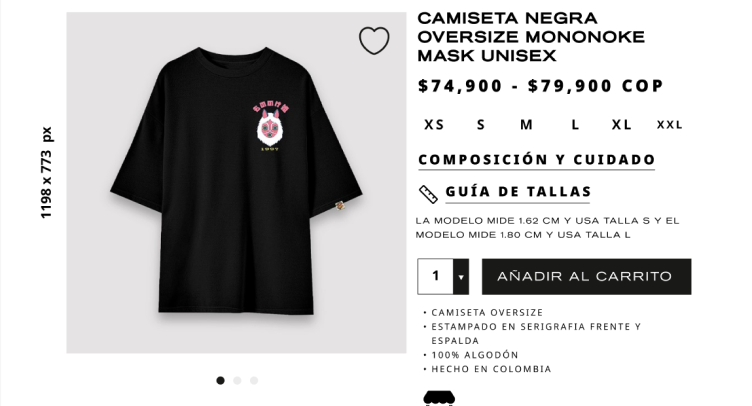 1198 x 773 px
1997
CAMISETA NEGRA
OVERSIZE MONONOKE
MASK UNISEX
$74,900 - $79,900 COP
XS S M L XL XXL
COMPOSICIÓN Y CUIDADO
GUÍA DE TALLAS
LA MODELO MIDE 1.62 CM Y USA TALLA S Y EL
MODELO MIDE 1.80 CM Y USA TALLA L
1
AÑADIR AL CARRITO
• CAMISETA OVERSIZE
• ESTAMPADO EN SERIGRAFIA FRENTE Y
ESPALDA
• 100% ALGODÓN
• HECHO EN COLOMBIA